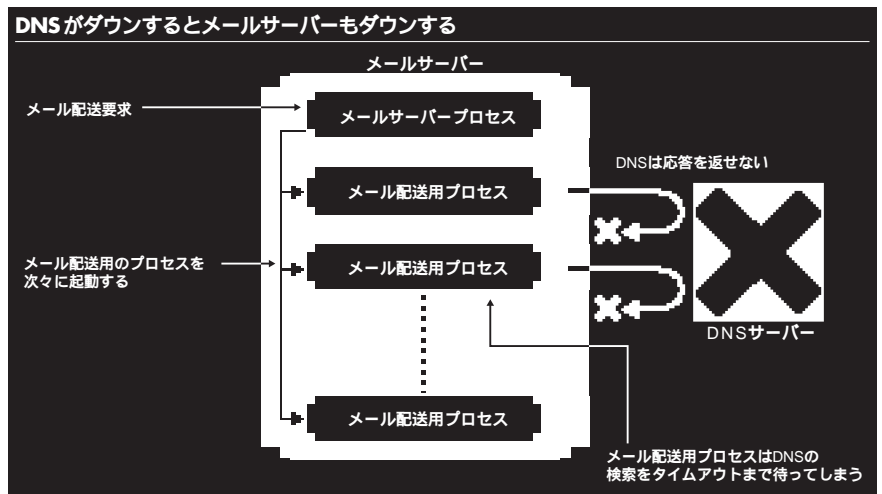 DNSがダウンするとメールサーバーもダウンする
メールサーバー
メール配送要求
メールサーバープロセス
DNSは応答を返せない
メール配送用プロセス
メール配送用のプロセスを
次々に起動する
メール配送用プロセス
DNSサーバー
メール配送用プロセス
メール配送用プロセスはDNSの
検索をタイムアウトまで待ってしまう